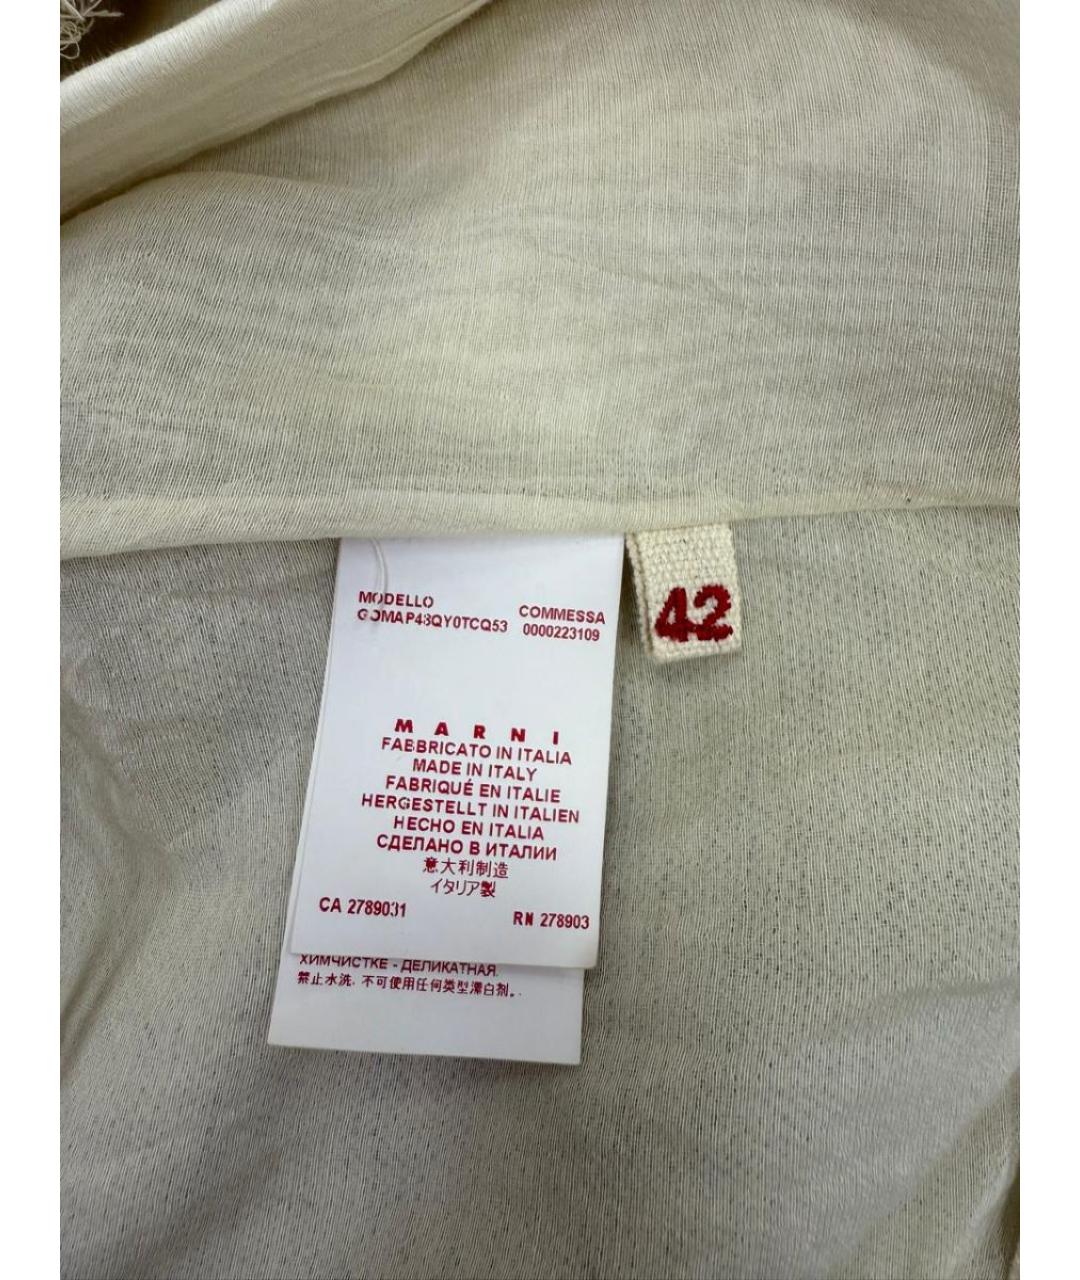 MODELLO COMMESSA
GOMAP48QY0TCQ53 0000223109
42
MARNI
FABBRICATO IN ITALIA
MADE IN ITALY
FABRIQUÉ EN ITALIE
HERGESTELLT IN ITALIEN
HECHO EN ITALIA
СДЕЛАНО В ИТАЛИИ
意大利制造
イタリア製
CA 2789031 RN 278903
ХИМЧИСТКЕ - ДЕЛИКАТНАЯ.
禁止水洗. 不可使用任何类型漂白剂。.